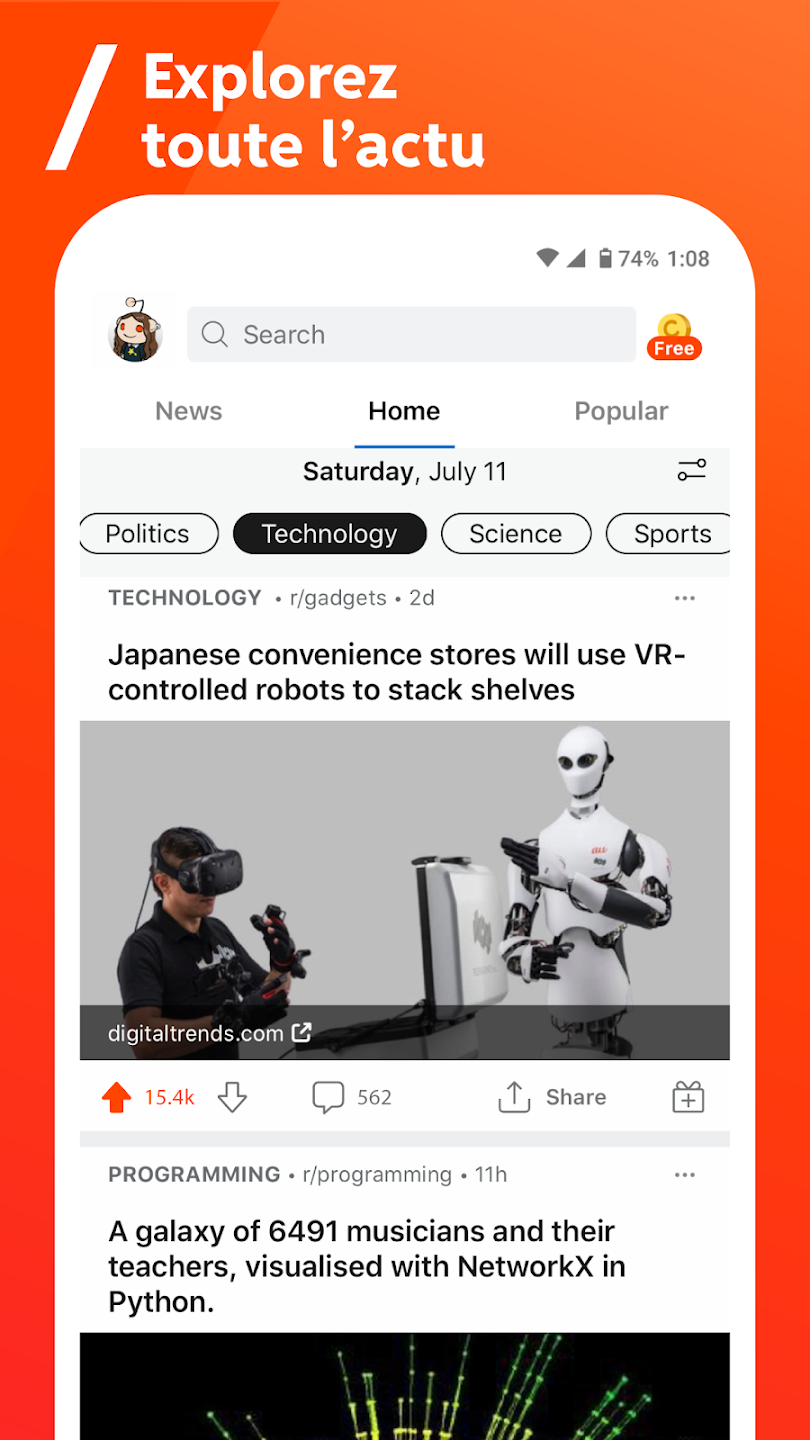 Explorez
toute l’actu
74% 1:08
Search
Free
News Home Popular
Saturday, July 11
Politics Technology Science Sports
TECHNOLOGY • r/gadgets • 2d
Japanese convenience stores will use VR-
controlled robots to stack shelves
au
digitaltrends.com
15.4k 562 Share
PROGRAMMING • r/programming • 11h
A galaxy of 6491 musicians and their
teachers, visualised with NetworkX in
Python.